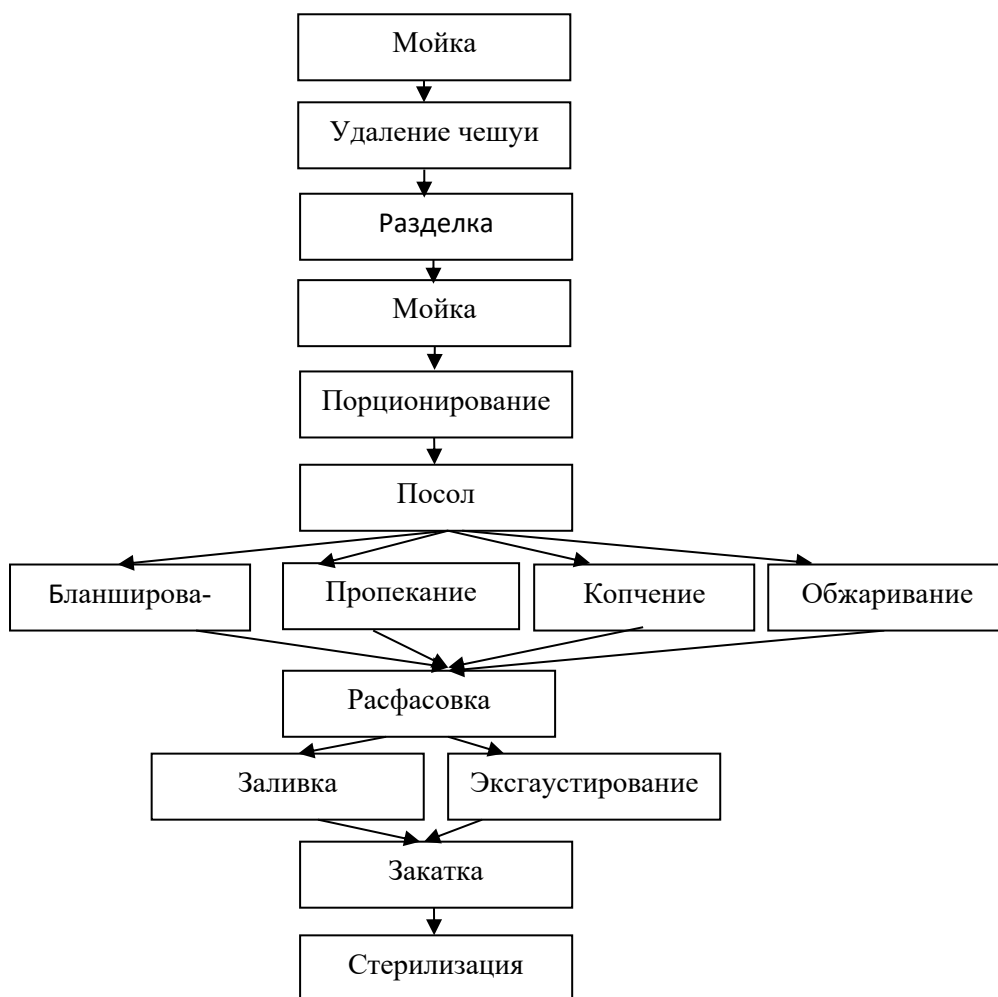 Мойка
Удаление чешуи
Разделка
Мойка
Порционирование
Посол
Бланширова-
Пропекание
Копчение
Обжаривание
Расфасовка
Заливка
Эксгаустирование
Закатка
Стерилизация